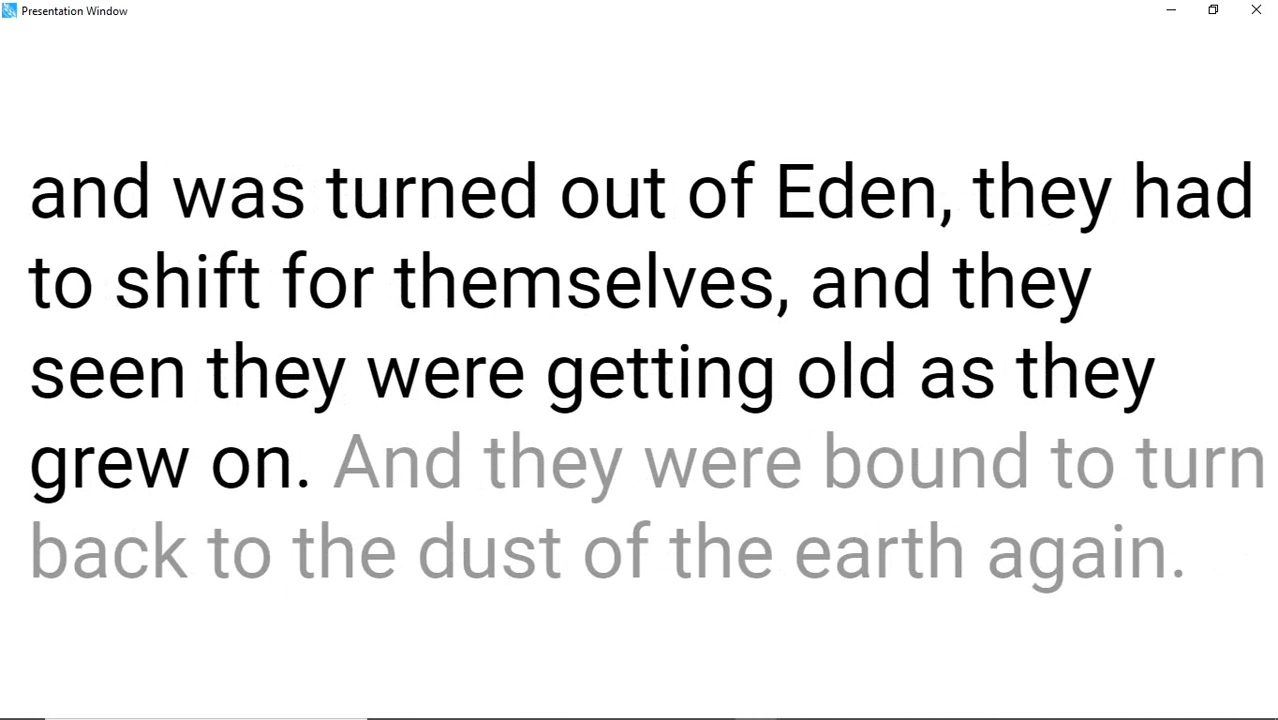 Presentation Window
and was turned out of Eden, they had
to shift for themselves, and they
seen they were getting old as they
grew on. And they were bound to turn
back to the dust of the earth again.